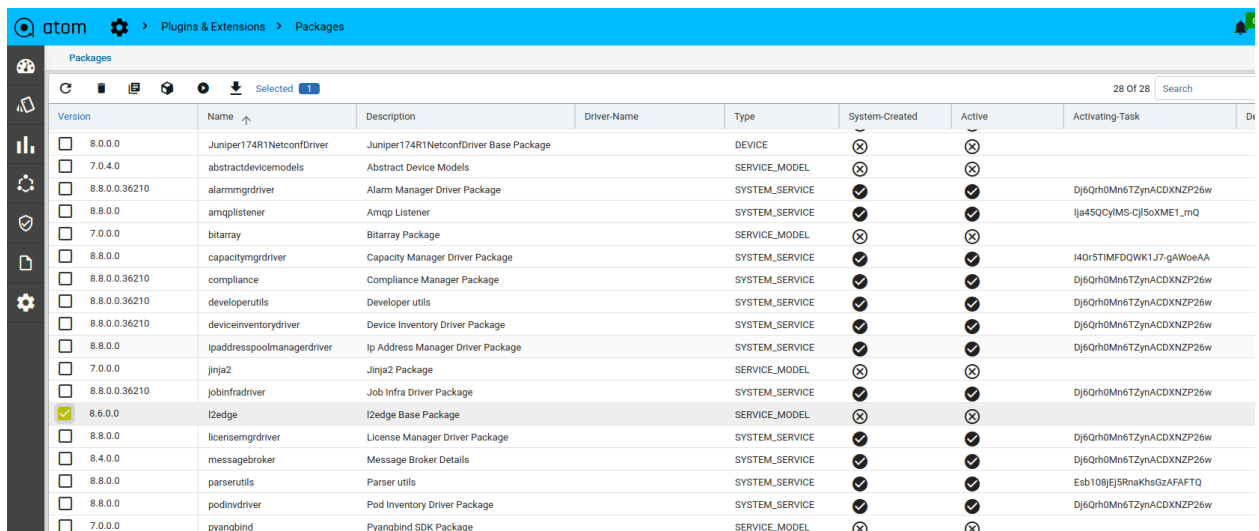 atom > Plugins & Extensions > Packages
Packages
Selected 1 28 Of 28 Search
Version Name Description Driver-Name Type System-Created Active Activating-Task De
8.0.0.0 Juniper174R1NetconfDriver Juniper174R1NetconfDriver Base Package DEVICE
7.0.4.0 abstractdevicemodels Abstract Device Models SERVICE_MODEL
8.8.0.0.36210 alarmmgrdriver Alarm Manager Driver Package SYSTEM_SERVICE Dj6Qrh0Mn6TZynACDXNZP26w
8.8.0.0 amqplistener Amqp Listener SYSTEM_SERVICE Ija45QCylMS-Cjl5oXME1_mQ
7.0.0.0 bitarray Bitarray Package SERVICE_MODEL
8.8.0.0 capacitymgrdriver Capacity Manager Driver Package SYSTEM_SERVICE I4Or5TIMFDQWK1J7-gAWoeAA
8.8.0.0.36210 compliance Compliance Manager Package SYSTEM_SERVICE Dj6Qrh0Mn6TZynACDXNZP26w
8.8.0.0.36210 developerutils Developer utils SYSTEM_SERVICE Dj6Qrh0Mn6TZynACDXNZP26w
8.8.0.0.36210 deviceinventorydriver Device Inventory Driver Package SYSTEM_SERVICE Dj6Qrh0Mn6TZynACDXNZP26w
8.8.0.0 ipaddresspoolmanagerdriver Ip Address Manager Driver Package SYSTEM_SERVICE Dj6Qrh0Mn6TZynACDXNZP26w
7.0.0.0 jinja2 Jinja2 Package SERVICE_MODEL
8.8.0.0.36210 jobinfradriver Job Infra Driver Package SYSTEM_SERVICE Dj6Qrh0Mn6TZynACDXNZP26w
8.6.0.0 l2edge l2edge Base Package SERVICE_MODEL
8.8.0.0 licensemgrdriver License Manager Driver Package SYSTEM_SERVICE Dj6Qrh0Mn6TZynACDXNZP26w
8.4.0.0 messagebroker Message Broker Details SYSTEM_SERVICE Dj6Qrh0Mn6TZynACDXNZP26w
8.8.0.0 parserutils Parser utils SYSTEM_SERVICE Esb108jEj5RnaKhsGzAFAFTQ
8.8.0.0 podinvdriver Pod Inventory Driver Package SYSTEM_SERVICE Dj6Qrh0Mn6TZynACDXNZP26w
7.0.0.0 pyangbind Pyangbind SDK Package SERVICE_MODEL